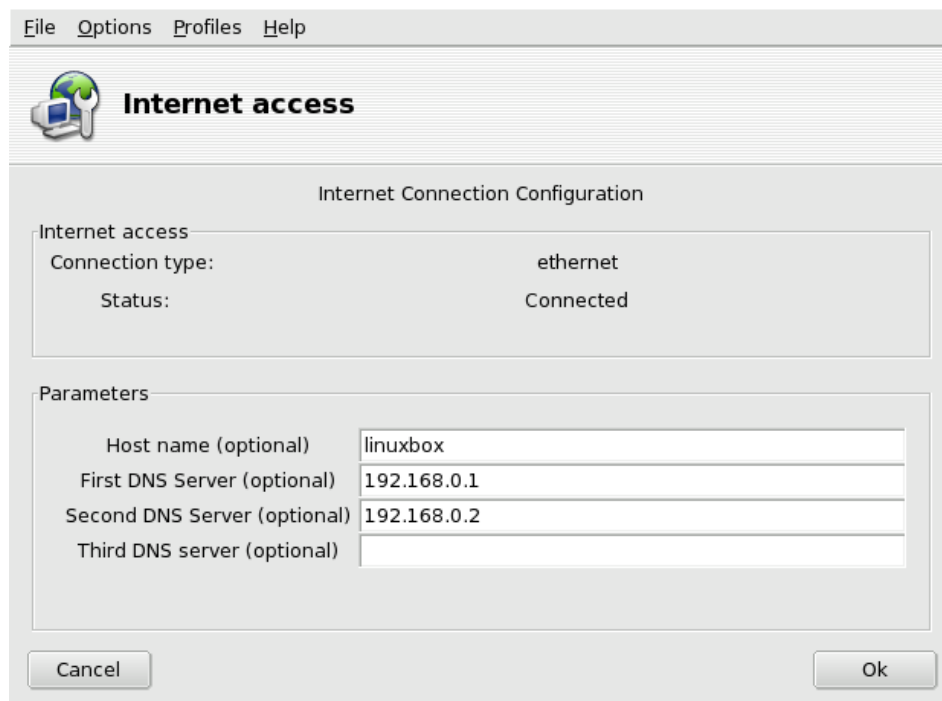 File Options Profiles Help
Internet access
Internet Connection Configuration
Internet access
Connection type: ethernet
Status: Connected
Parameters
Host name (optional) linuxbox
First DNS Server (optional) 192.168.0.1
Second DNS Server (optional) 192.168.0.2
Third DNS server (optional)
Cancel Ok